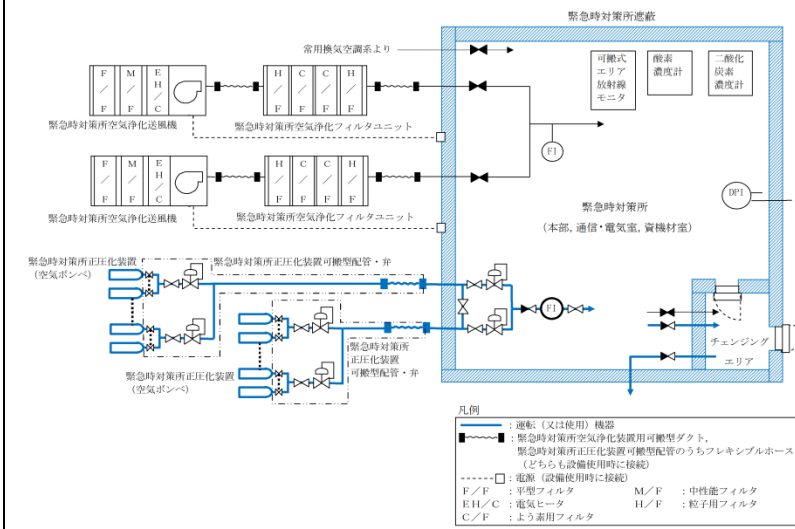 緊急時対策所遮蔽
常用換気空調系より
可搬式
エリア
放射線
モニタ
酸素
濃度計
二酸化
炭素
濃度計
F/F
M/F
EH/C
H/F
C/F
C/F
H/F
緊急時対策所空気浄化送風機
緊急時対策所空気浄化フィルタユニット
FI
F/F
M/F
EH/C
H/F
C/F
C/F
H/F
緊急時対策所空気浄化送風機
緊急時対策所空気浄化フィルタユニット
DPI
緊急時対策所
(本部, 通信・電気室, 資機材室)
緊急時対策所正圧化装置
(空気ボンベ)
緊急時対策所正圧化装置可搬型配管・弁
FI
緊急時対策所
正圧化装置
可搬型配管・弁
緊急時対策所正圧化装置
(空気ボンベ)
チェンジング
エリア
凡例
:運転(又は使用)機器
:緊急時対策所空気浄化装置用可搬型ダクト,
緊急時対策所正圧化装置可搬型配管のうちフレキシブルホース
(どちらも設備使用時に接続)
:電源(設備使用時に接続)
F/F :平型フィルタ M/F :中性能フィルタ
EH/C :電気ヒータ H/F :粒子用フィルタ
C/F :よう素用フィルタ